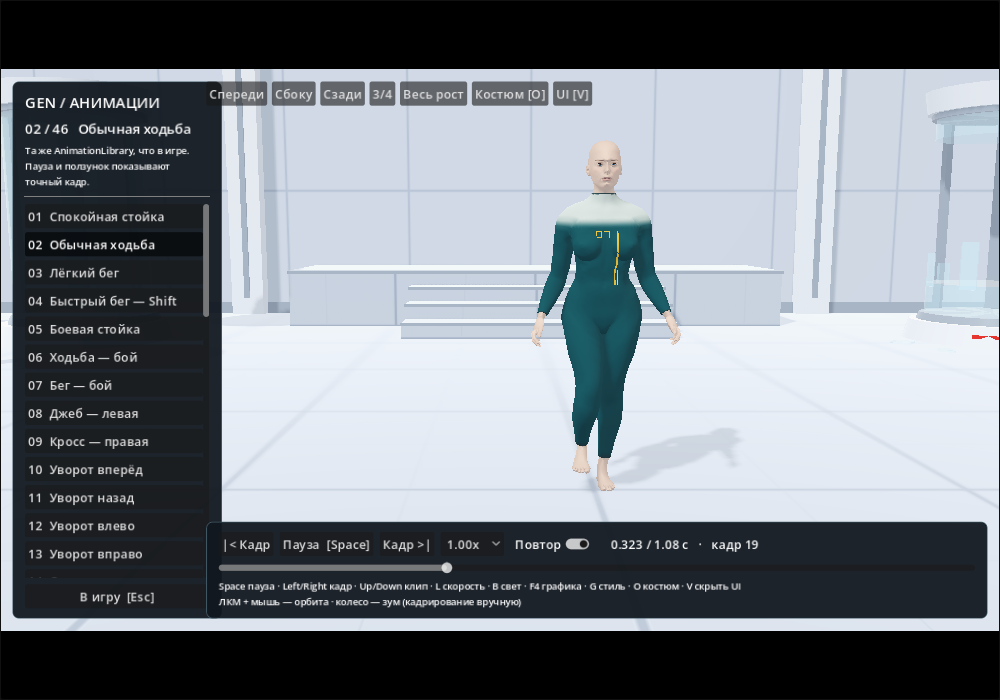 GEN / АНИМАЦИИ
02 / 46 Обычная ходьба
Та же AnimationLibrary, что в игре.
Пауза и ползунок показывают
точный кадр.
01 Спокойная стойка
02 Обычная ходьба
03 Лёгкий бег
04 Быстрый бег — Shift
05 Боевая стойка
06 Ходьба — бой
07 Бег — бой
08 Джеб — левая
09 Кросс — правая
10 Уворот вперёд
11 Уворот назад
12 Уворот влево
13 Уворот вправо
В игру [Esc]
Спереди Сбоку Сзади 3/4 Весь рост Костюм [O] UI [V]
07
|< Кадр Пауза [Space] Кадр >| 1.00x Повтор 0.323 / 1.08 с · кадр 19
Space пауза · Left/Right кадр · Up/Down клип · L скорость · B свет · F4 графика · G стиль · O костюм · V скрыть UI
ЛКМ + мышь — орбита · колесо — зум (кадрирование вручную)